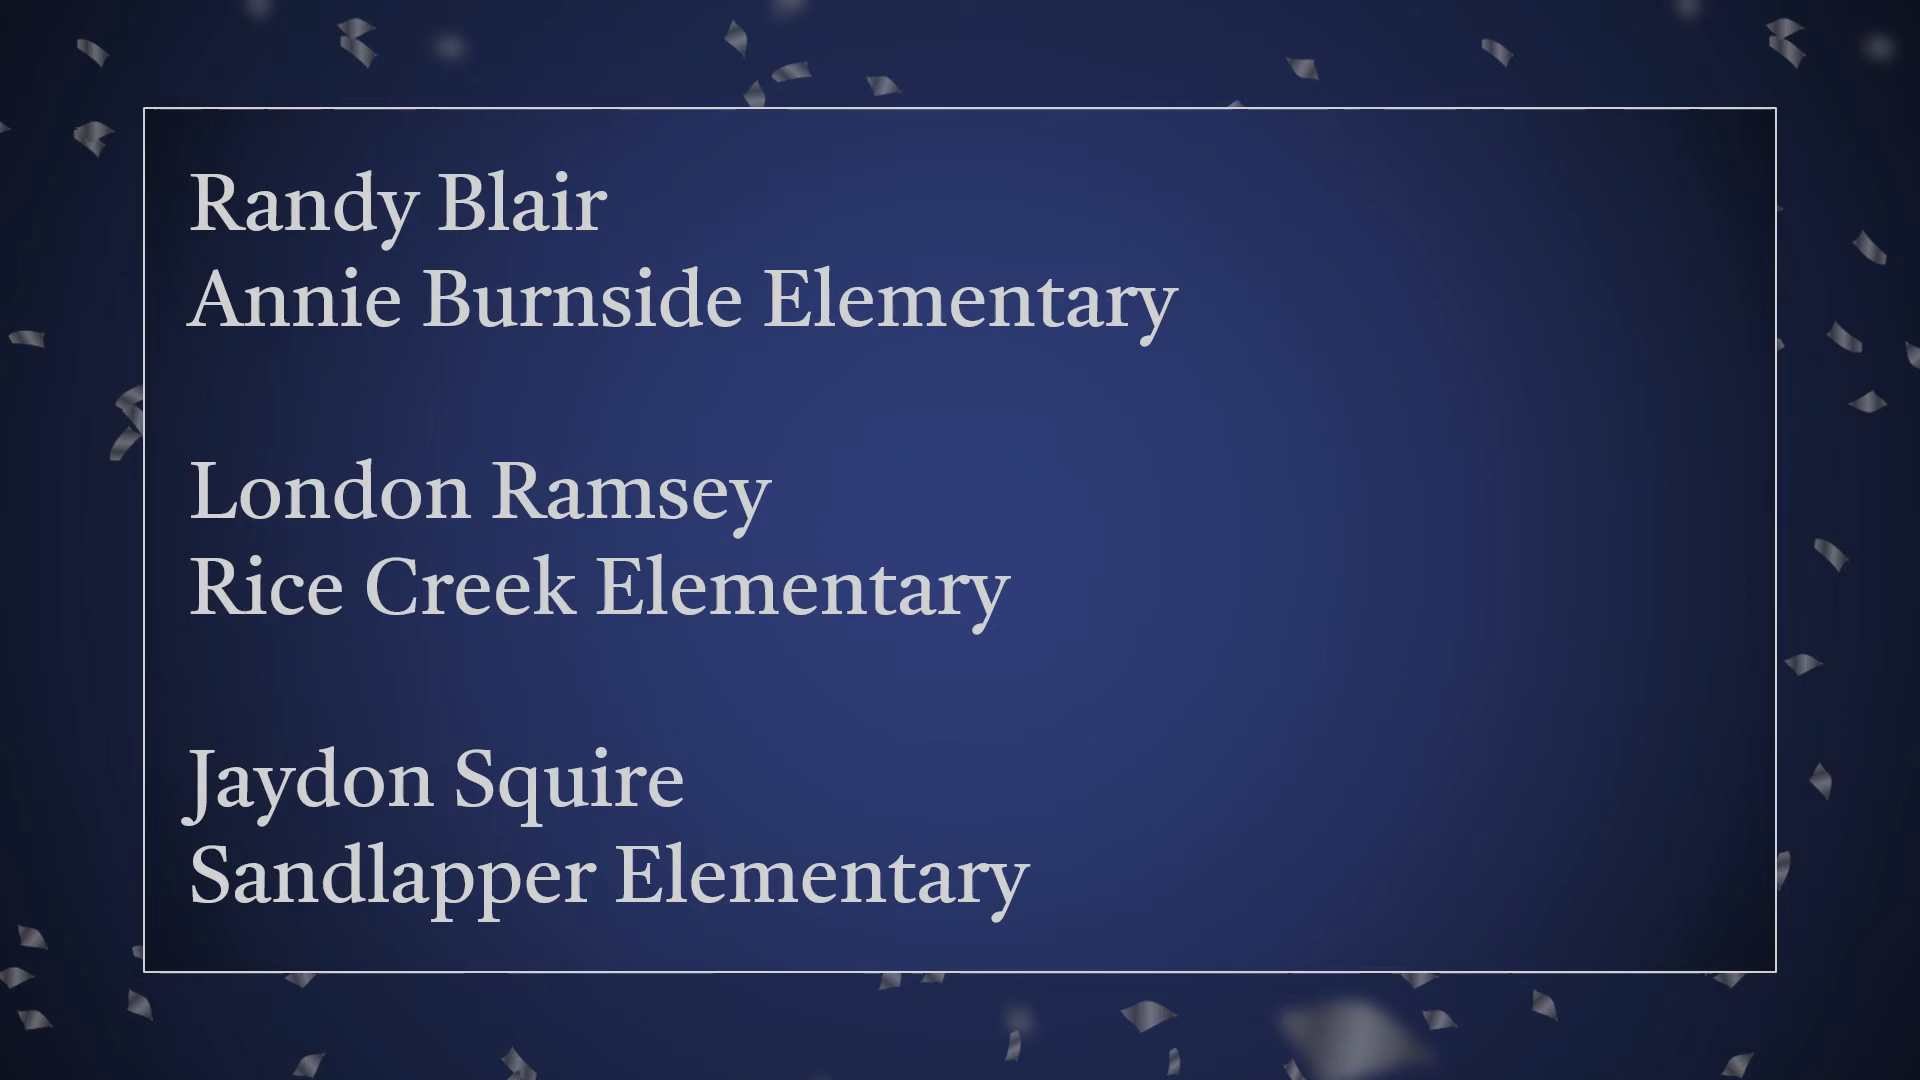 Randy Blair
Annie Burnside Elementary
London Ramsey
Rice Creek Elementary
Jaydon Squire
Sandlapper Elementary